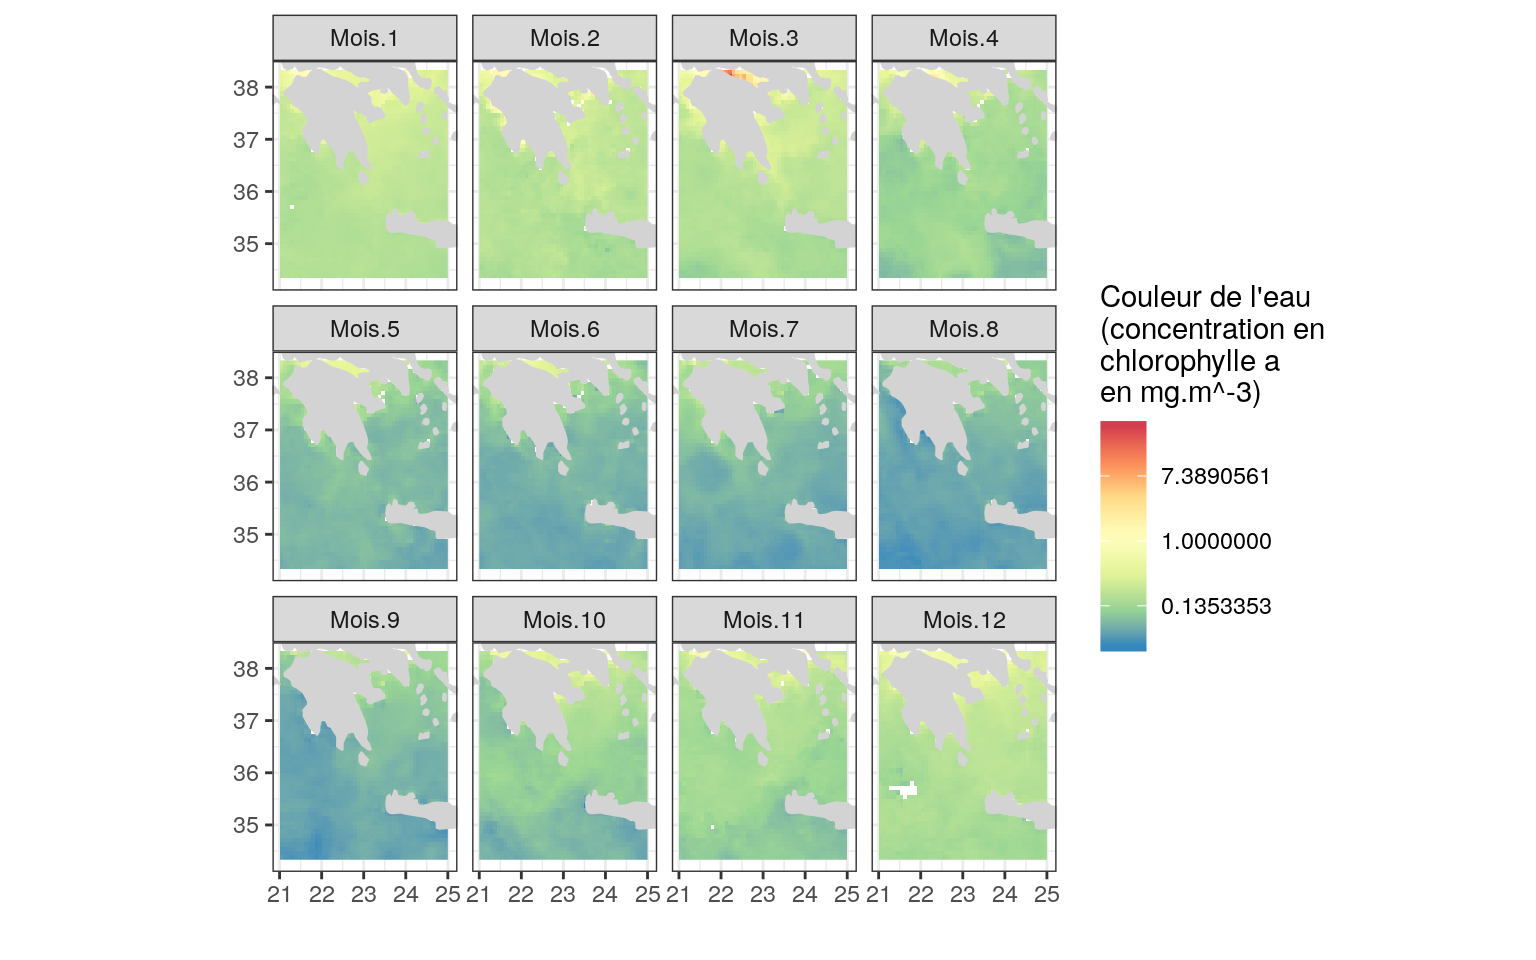 Mois.1 Mois.2 Mois.3 Mois.4
38
37
36
35
Mois.5 Mois.6 Mois.7 Mois.8
38
37
36
35
Mois.9 Mois.10 Mois.11 Mois.12
38
37
36
35
21 22 23 24 25 21 22 23 24 25 21 22 23 24 25 21 22 23 24 25
Couleur de l'eau
(concentration en
chlorophylle a
en mg.m^-3)
7.3890561
1.0000000
0.1353353